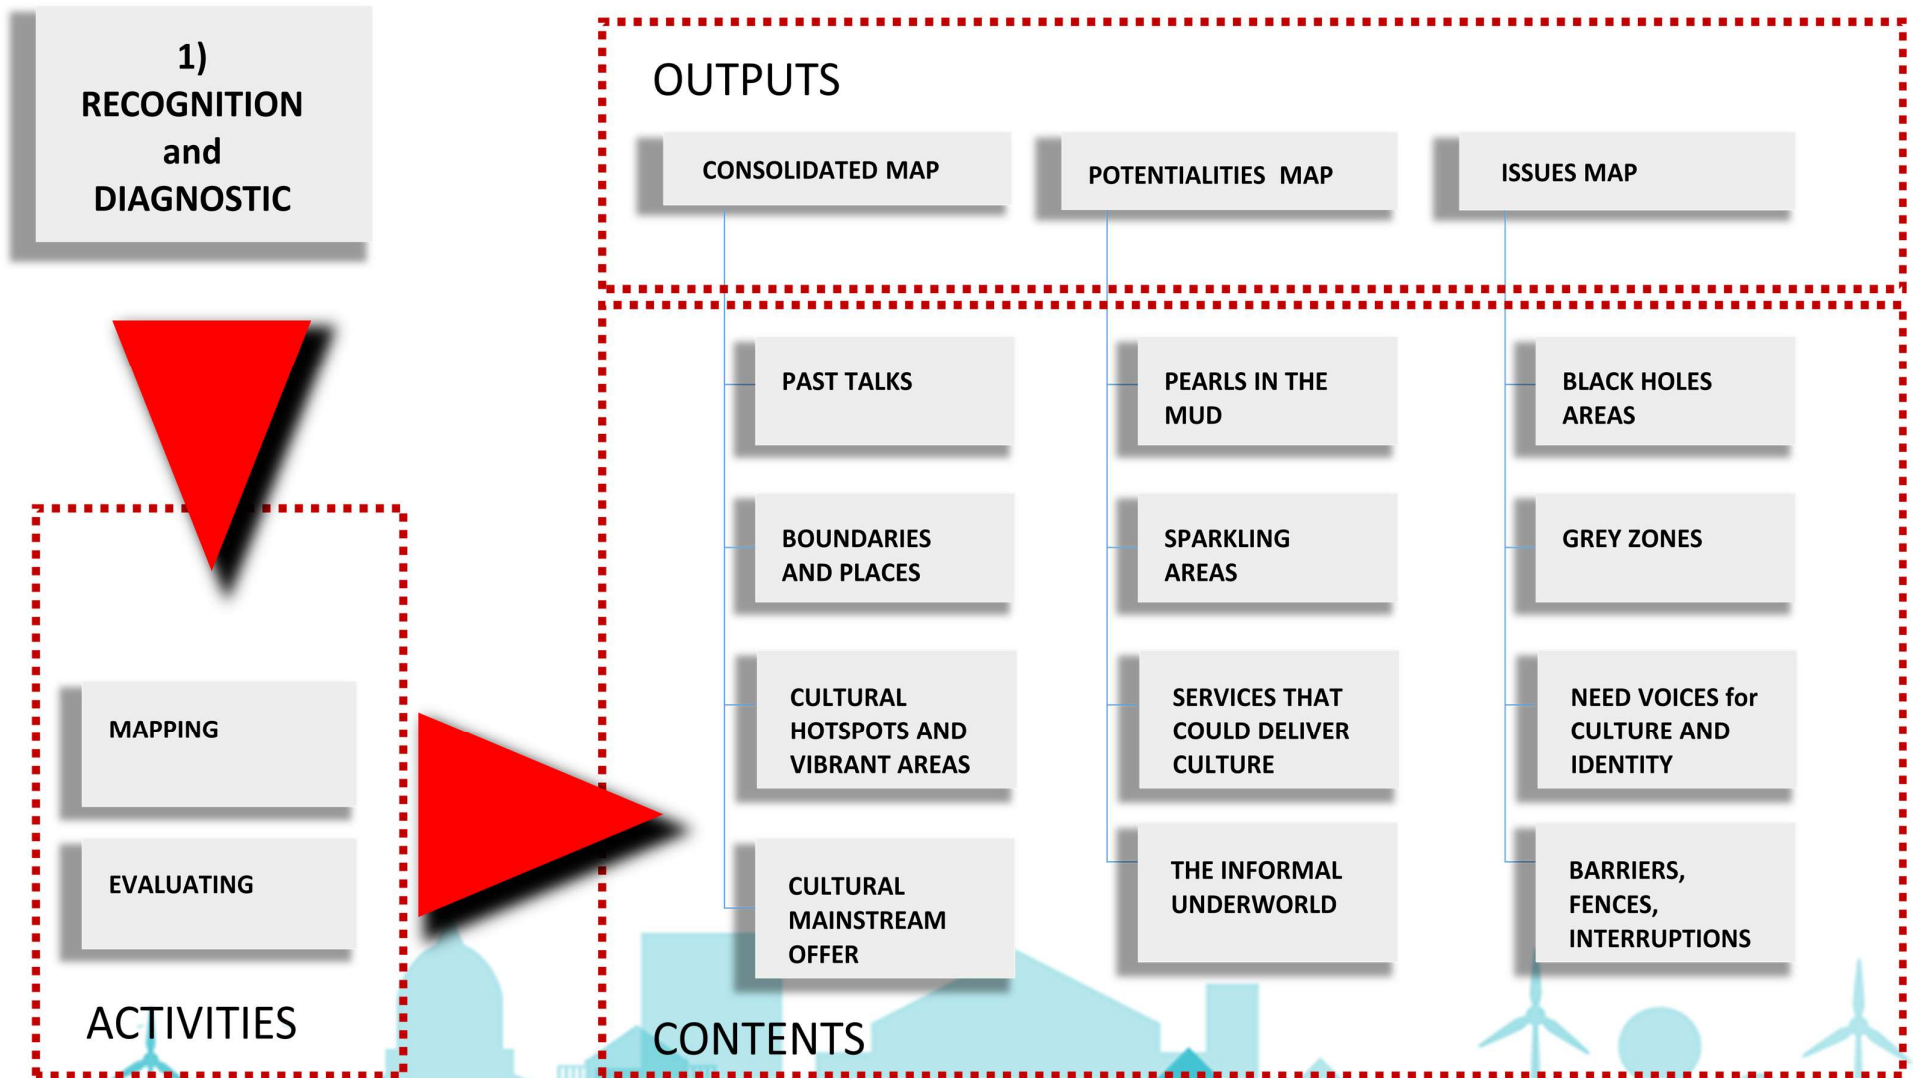 1)
RECOGNITION
and
DIAGNOSTIC
MAPPING
EVALUATING
ACTIVITIES
OUTPUTS
CONSOLIDATED MAP
PAST TALKS
BOUNDARIES
AND PLACES
CULTURAL
HOTSPOTS AND
VIBRANT AREAS
CULTURAL
MAINSTREAM
OFFER
POTENTIALITIES MAP
PEARLS IN THE
MUD
SPARKLING
AREAS
SERVICES THAT
COULD DELIVER
CULTURE
THE INFORMAL
UNDERWORLD
ISSUES MAP
BLACK HOLES
AREAS
GREY ZONES
NEED VOICES for
CULTURE AND
IDENTITY
BARRIERS,
FENCES,
INTERRUPTIONS
CONTENTS